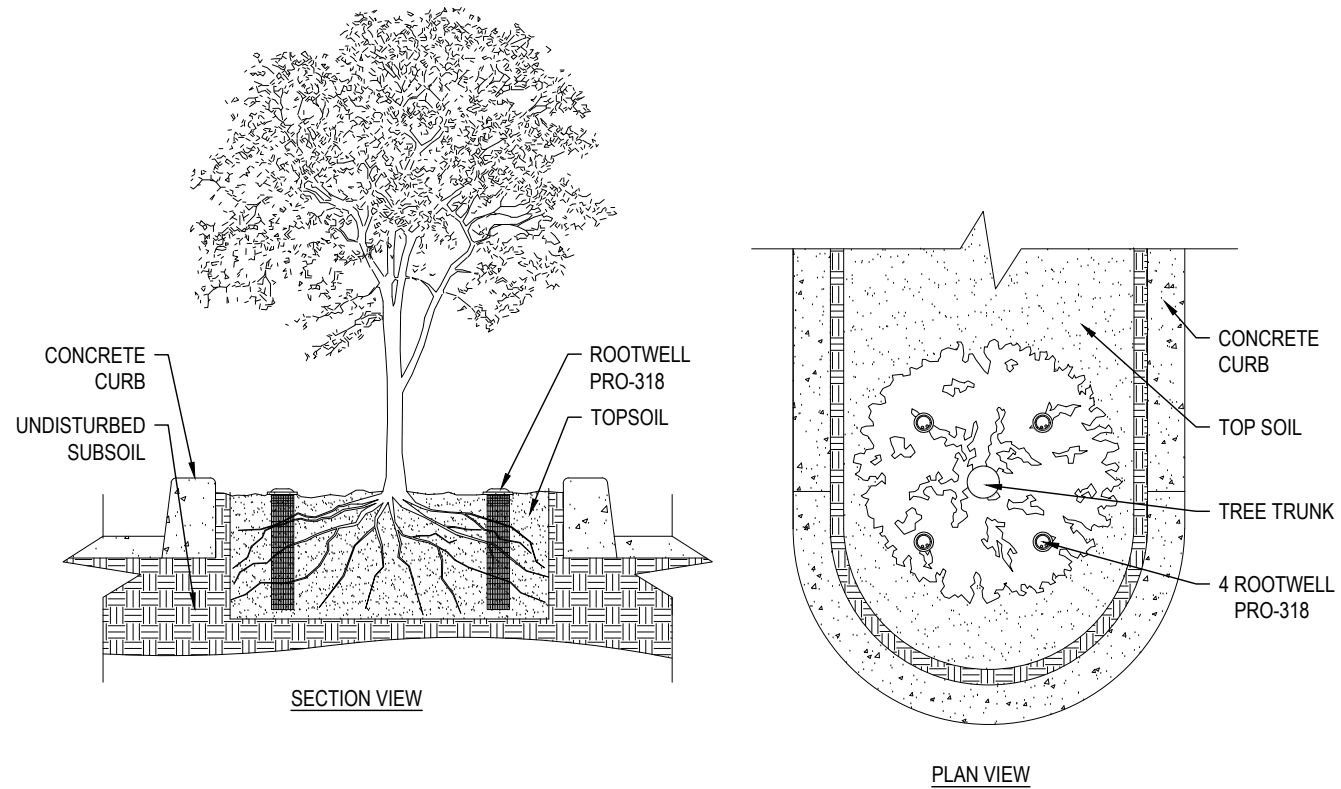 CONCRETE
CURB
UNDISTURBED
SUBSOIL
ROOTWELL
PRO-318
TOPSOIL
SECTION VIEW
CONCRETE
CURB
TOP SOIL
TREE TRUNK
4 ROOTWELL
PRO-318
PLAN VIEW